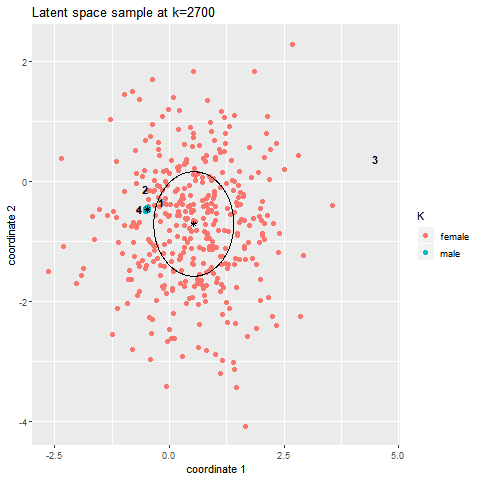 Latent space sample at k=2700
2
0
-2
-4
coordinate 2
3
2
1
4
-2.5
0.0
2.5
5.0
coordinate 1
K
female
male